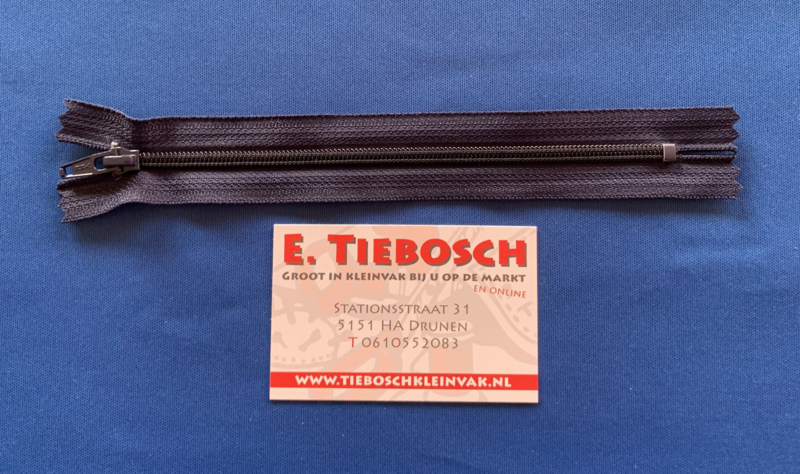 E. TIEBOSCH
GROOT IN KLEINVAK BIJ U OP DE MARKT
EN ONLINE
STATIONSSTRAAT 31
5151 HA DRUNEN
T 0610552083
WWW.TIEBOSCHKLEINVAK.NL